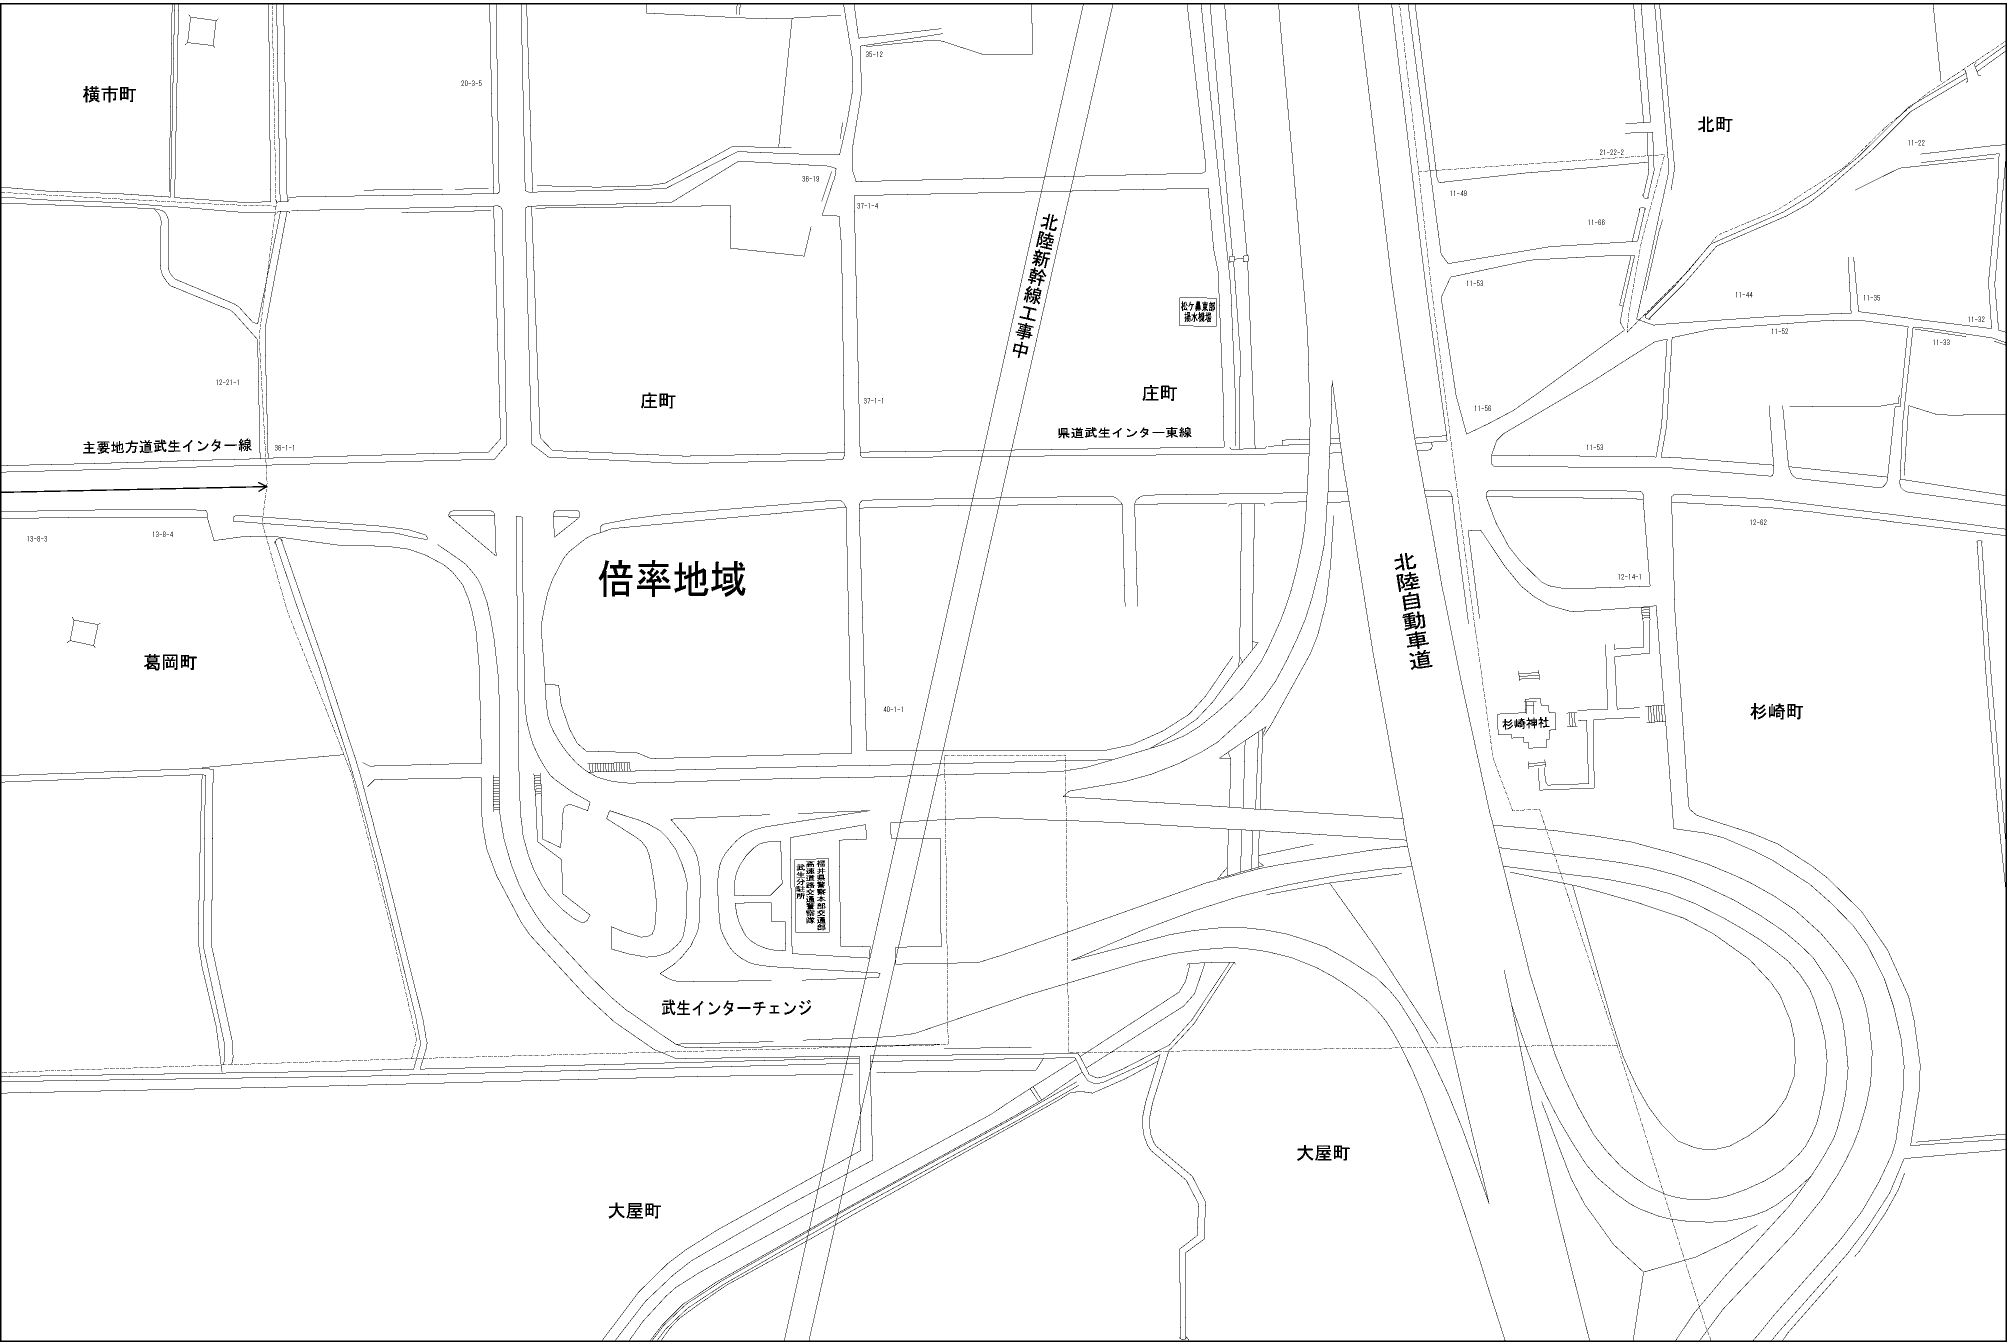 横市町
20-3-5
35-12
北町
21-22-2
11-22
36-19
37-1-4
11-48
11-66
北陸新幹線工事中
松ケ鼻東部
揚水機場
11-53
11-44
11-35
11-32
11-52
11-33
12-21-1
庄町
37-1-1
庄町
11-56
主要地方道武生インター線
36-1-1
県道武生インター東線
11-53
13-8-3
13-8-4
12-62
倍率地域
北陸自動車道
12-14-1
葛岡町
40-1-1
杉崎神社
杉崎町
福井県警察本部交通部
高速道路交通警察隊
武生分駐所
武生インターチェンジ
大屋町
大屋町